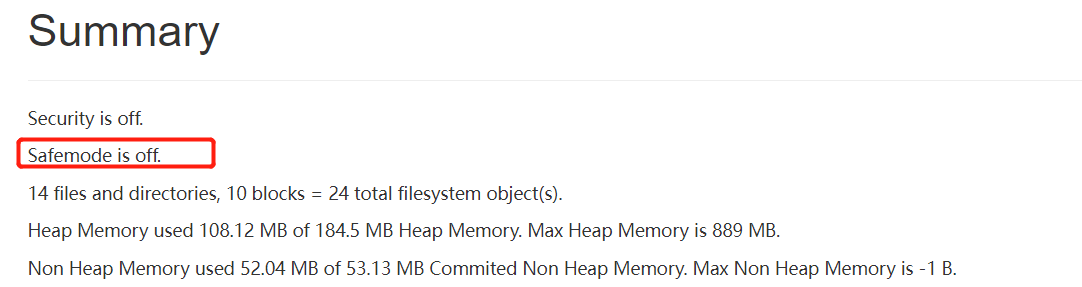 Summary
Security is off.
Safemode is off.
14 files and directories, 10 blocks = 24 total filesystem object(s).
Heap Memory used 108.12 MB of 184.5 MB Heap Memory. Max Heap Memory is 889 MB.
Non Heap Memory used 52.04 MB of 53.13 MB Commited Non Heap Memory. Max Non Heap Memory is -1 B.